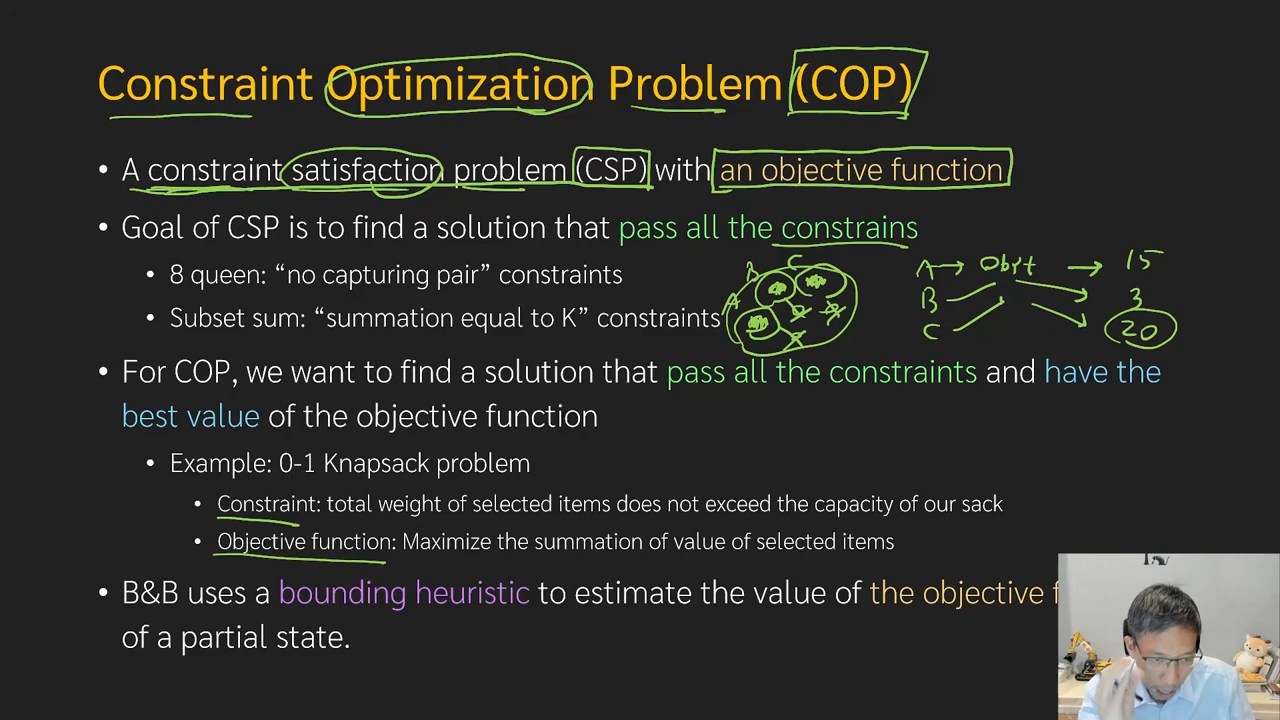 Constraint Optimization Problem (COP)
• A constraint satisfaction problem (CSP) with an objective function
• Goal of CSP is to find a solution that pass all the constrains
• 8 queen: “no capturing pair” constraints
• Subset sum: “summation equal to K” constraints
A B C
A → Objt → 15
B 3
C 20
• For COP, we want to find a solution that pass all the constraints and have the
best value of the objective function
• Example: 0-1 Knapsack problem
• Constraint: total weight of selected items does not exceed the capacity of our sack
• Objective function: Maximize the summation of value of selected items
• B&B uses a bounding heuristic to estimate the value of the objective
of a partial state.